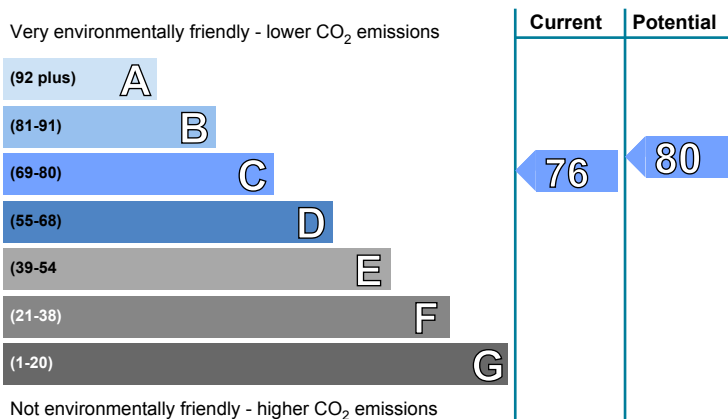 Current Potential
Very environmentally friendly - lower CO2 emissions
(92 plus) A
(81-91) B
(69-80) C
76 80
(55-68) D
(39-54 E
(21-38) F
(1-20) G
Not environmentally friendly - higher CO2 emissions